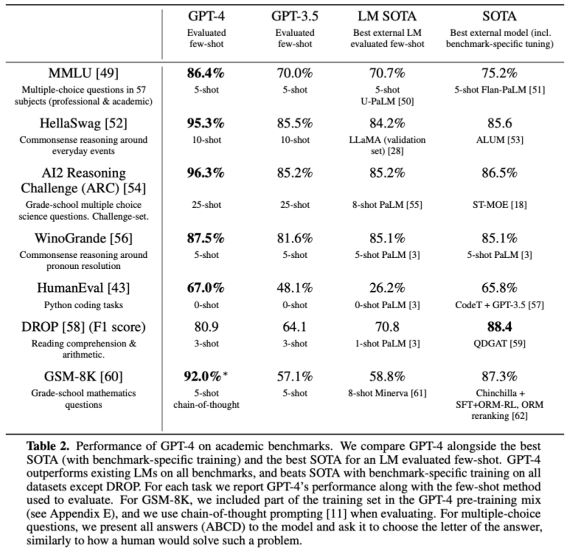 GPT-4 GPT-3.5 LM SOTA SOTA
Evaluated few-shot Evaluated few-shot Best external LM evaluated few-shot Best external model (incl. benchmark-specific tuning)
MMLU [49] 86.4% 70.0% 70.7% 75.2%
Multiple-choice questions in 57 subjects (professional & academic) 5-shot 5-shot 5-shot U-PaLM [50] 5-shot Flan-PaLM [51]
HellaSwag [52] 95.3% 85.5% 84.2% 85.6
Commonsense reasoning around everyday events 10-shot 10-shot LLaMA (validation set) [28] ALUM [53]
AI2 Reasoning Challenge (ARC) [54] 96.3% 85.2% 85.2% 86.5%
Grade-school multiple choice science questions. Challenge-set. 25-shot 25-shot 8-shot PaLM [55] ST-MOE [18]
WinoGrande [56] 87.5% 81.6% 85.1% 85.1%
Commonsense reasoning around pronoun resolution 5-shot 5-shot 5-shot PaLM [3] 5-shot PaLM [3]
HumanEval [43] 67.0% 48.1% 26.2% 65.8%
Python coding tasks 0-shot 0-shot 0-shot PaLM [3] CodeT + GPT-3.5 [57]
DROP [58] (F1 score) 80.9 64.1 70.8 88.4
Reading comprehension & arithmetic. 3-shot 3-shot 1-shot PaLM [3] QDGAT [59]
GSM-8K [60] 92.0%* 57.1% 58.8% 87.3%
Grade-school mathematics questions 5-shot chain-of-thought 5-shot 8-shot Minerva [61] Chinchilla + SFT+ORM-RL, ORM reranking [62]
Table 2. Performance of GPT-4 on academic benchmarks. We compare GPT-4 alongside the best
SOTA (with benchmark-specific training) and the best SOTA for an LM evaluated few-shot. GPT-4
outperforms existing LMs on all benchmarks, and beats SOTA with benchmark-specific training on all
datasets except DROP. For each task we report GPT-4's performance along with the few-shot method
used to evaluate. For GSM-8K, we included part of the training set in the GPT-4 pre-training mix
(see Appendix E), and we use chain-of-thought prompting [11] when evaluating. For multiple-choice
questions, we present all answers (ABCD) to the model and ask it to choose the letter of the answer,
similarly to how a human would solve such a problem.